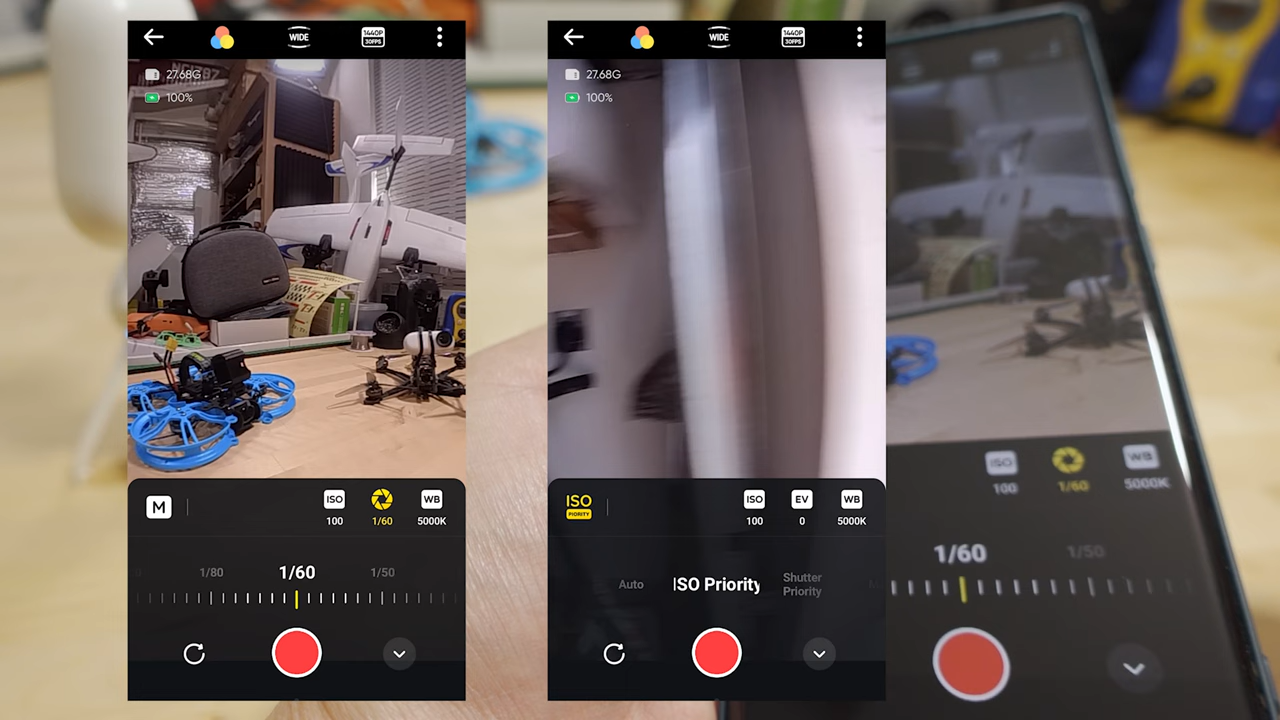 WIDE
1440P
30FPS
27.68G
100%
M
ISO
100
1/60
WB
5000K
1/80
1/60
1/50
WIDE
1440P
30FPS
27.68G
100%
ISO
PIORITY
ISO
100
EV
0
WB
5000K
Auto
ISO Priority
Shutter
Priority
ISO
100
1/60
WB
5000K
1/60
1/50